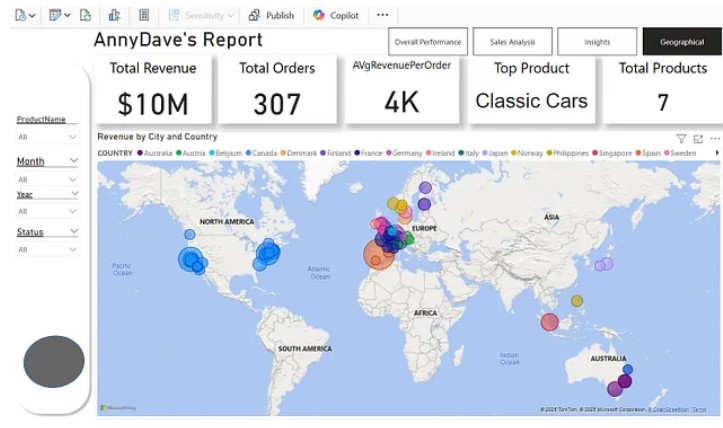 Sensitivity
Publish
Copilot
AnnyDave's Report
Overall Performance
Sales Analysis
Insights
Geographical
Total Revenue
$10M
Total Orders
307
AVgRevenuePerOrder
4K
Top Product
Classic Cars
Total Products
7
ProductName
All
Month
All
Year
All
Status
All
Revenue by City and Country
COUNTRY Australia Austria Belgium Canada Denmark Finland France Germany Ireland Italy Japan Norway Philippines Singapore Spain Sweden
NORTH AMERICA
EUROPE
ASIA
Pacific
Ocean
Atlantic
Ocean
AFRICA
SOUTH AMERICA
Indian
Ocean
AUSTRALIA
Microsoft Bing
© 2025 TomTom, © 2025 Microsoft Corporation, © OpenStreetMap Terms